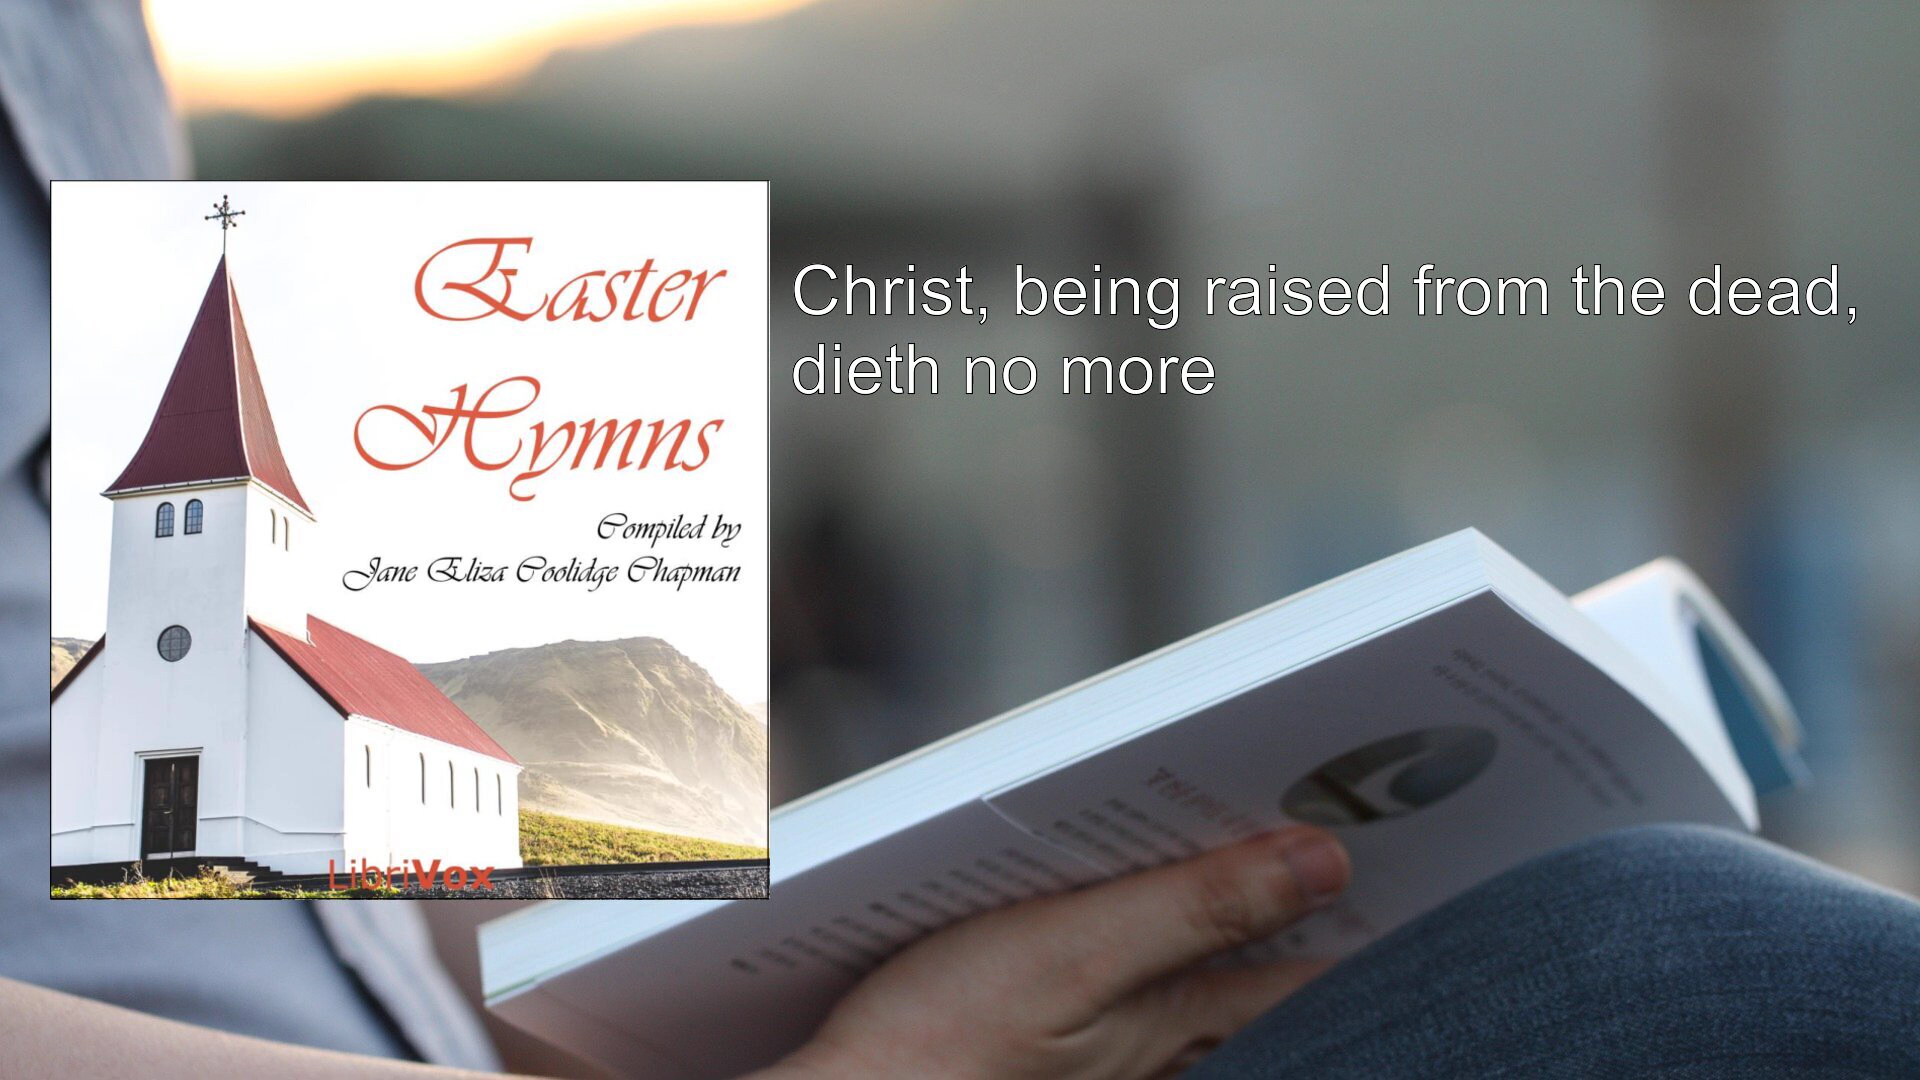 Easter
Hymns
Compiled by
Jane Eliza Coolidge Chapman
LibriVox
Christ, being raised from the dead,
dieth no more